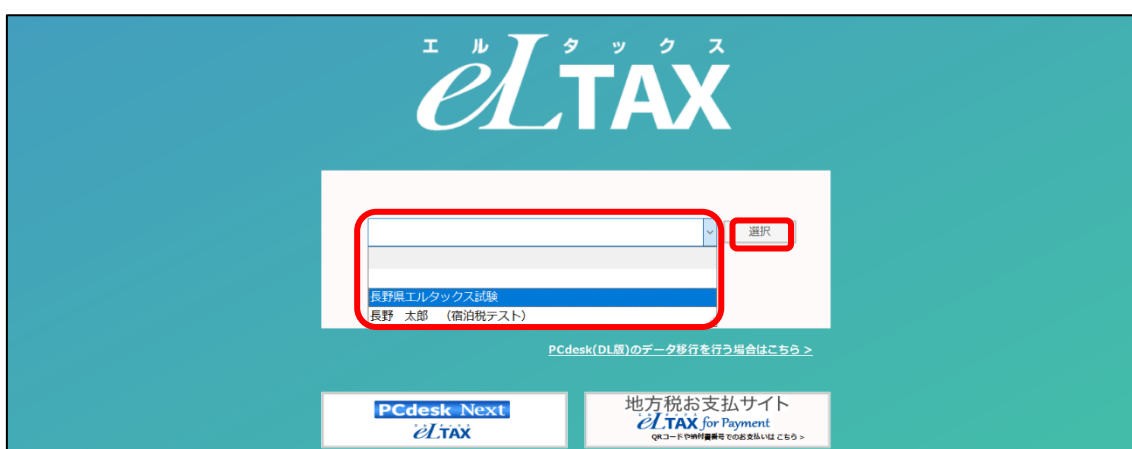 エルタックス
eLTAX
選択
長野県エルタックス試験
長野 太郎 （宿泊税テスト）
PCdesk(DL版)のデータ移行を行う場合はこちら >
PCdesk Next
eLTAX
地方税お支払サイト
eLTAX for Payment
QRコードや納付書番号でのお支払いはこちら >